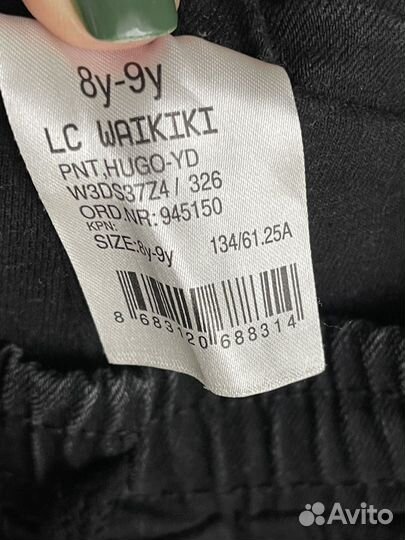 8y-9y
LC WAIKIKI
PNT,HUGO-YD
W3DS37Z4 / 326
ORD.NR: 945150
KPN:
SIZE:8y-9y 134/61.25A
8 683120 688314
Avito